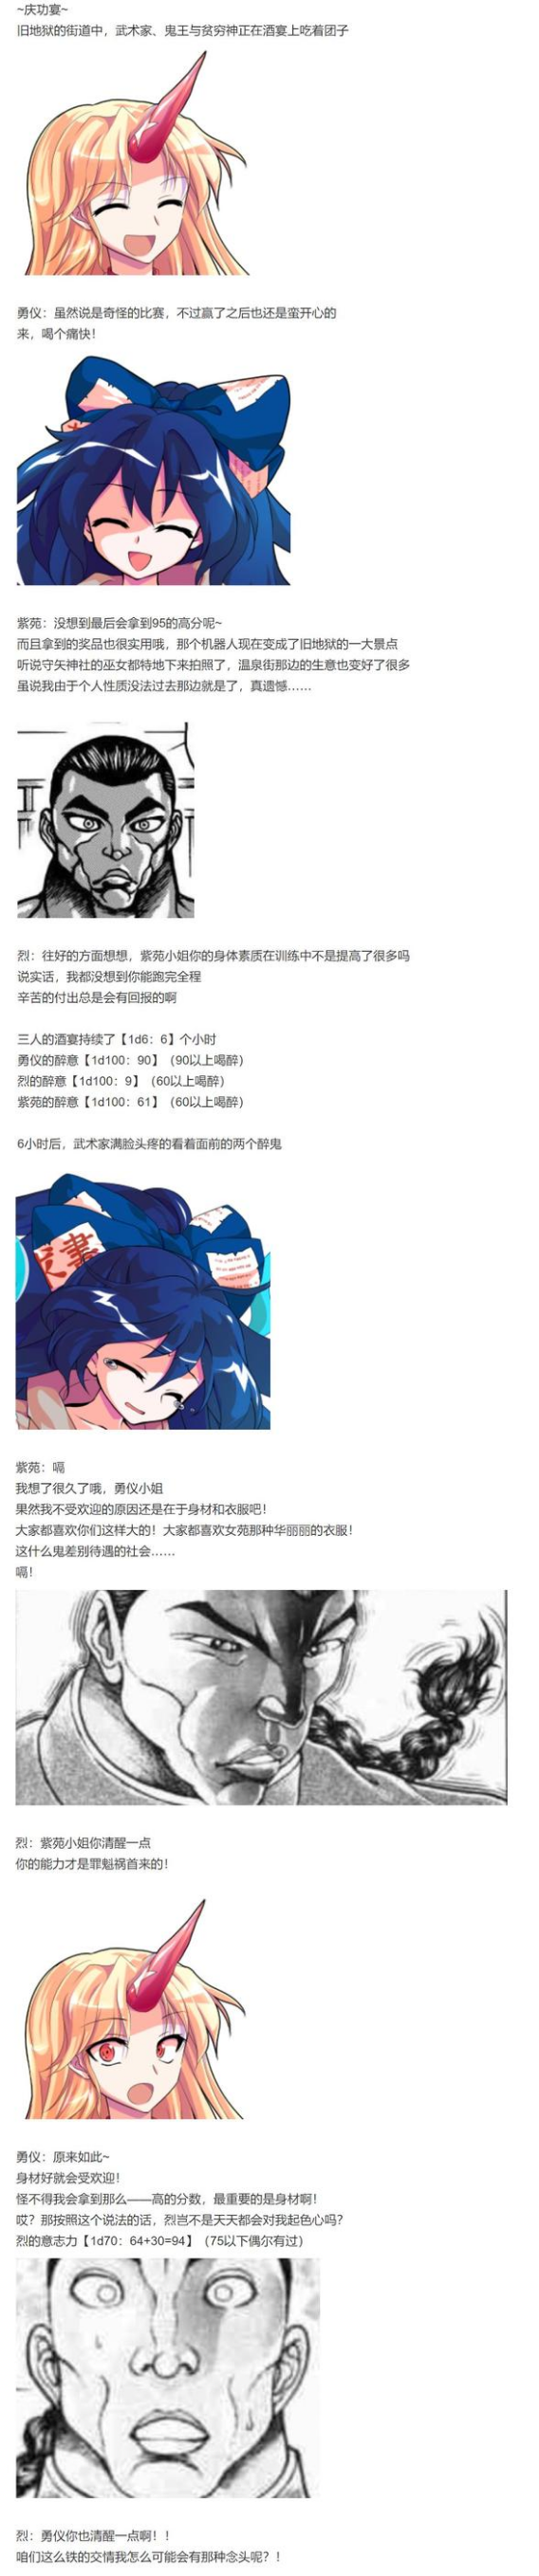 ~庆功宴~
旧地狱的街道中，武术家、鬼王与贫穷神正在酒宴上吃着团子
勇仪：虽然说是奇怪的比赛，不过赢了之后也还是蛮开心的
来，喝个痛快！
紫苑：没想到最后会拿到95的高分呢~
而且拿到的奖品也很实用哦，那个机器人现在变成了旧地狱的一大景点
听说守矢神社的巫女都特地下来拍照了，温泉街那边的生意也变好了很多
虽说我由于个人性质没法过去那边就是了，真遗憾……
烈：往好的方面想想，紫苑小姐你的身体素质在训练中不是提高了很多吗
说实话，我都没想到你能跑完全程
辛苦的付出总是会有回报的啊
三人的酒宴持续了【1d6：6】个小时
勇仪的醉意【1d100：90】（90以上喝醉）
烈的醉意【1d100：9】（60以上喝醉）
紫苑的醉意【1d100：61】（60以上喝醉）
6小时后，武术家满脸头疼的看着面前的两个醉鬼
紫苑：嗝
我想了很久了哦，勇仪小姐
果然我不受欢迎的原因还是在于身材和衣服吧！
大家都喜欢你们这样大的！大家都喜欢女苑那种华丽丽的衣服！
这什么鬼差别待遇的社会……
嗝！
烈：紫苑小姐你清醒一点
你的能力才是罪魁祸首来的！
勇仪：原来如此~
身材好就会受欢迎！
怪不得我会拿到那么——高的分数，最重要的是身材啊！
哎？那按照这个说法的话，烈岂不是天天都会对我起色心吗？
烈的意志力【1d70：64+30=94】（75以下偶尔有过）
烈：勇仪你也清醒一点啊！！
咱们这么铁的交情我怎么可能会有那种念头呢？！